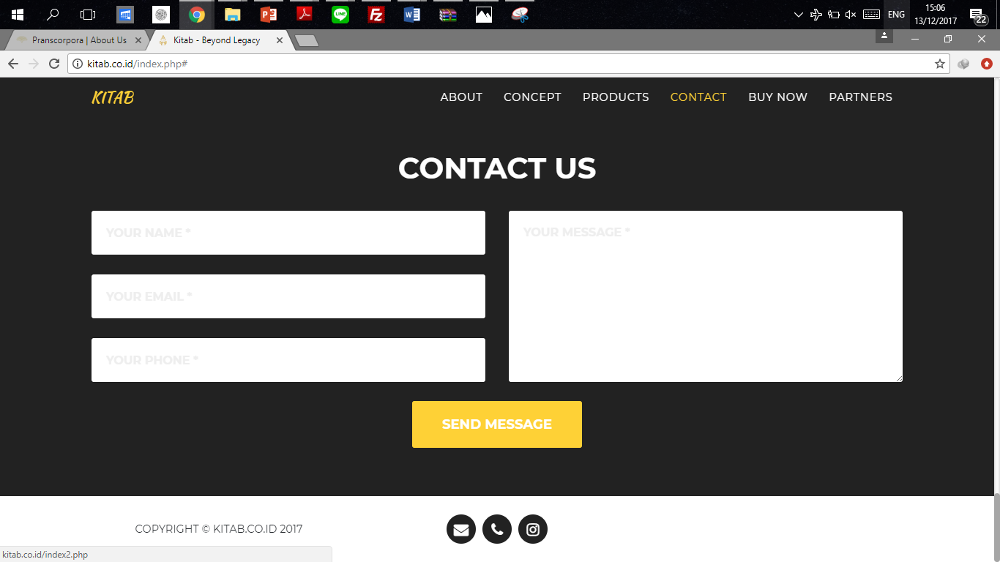 ENG
15:06
13/12/2017
22
Pranscorpora | About Us
Kitab - Beyond Legacy
kitab.co.id/index.php#
KITAB
ABOUT
CONCEPT
PRODUCTS
CONTACT
BUY NOW
PARTNERS
CONTACT US
YOUR NAME *
YOUR EMAIL *
YOUR PHONE *
YOUR MESSAGE *
SEND MESSAGE
COPYRIGHT © KITAB.CO.ID 2017
kitab.co.id/index2.php